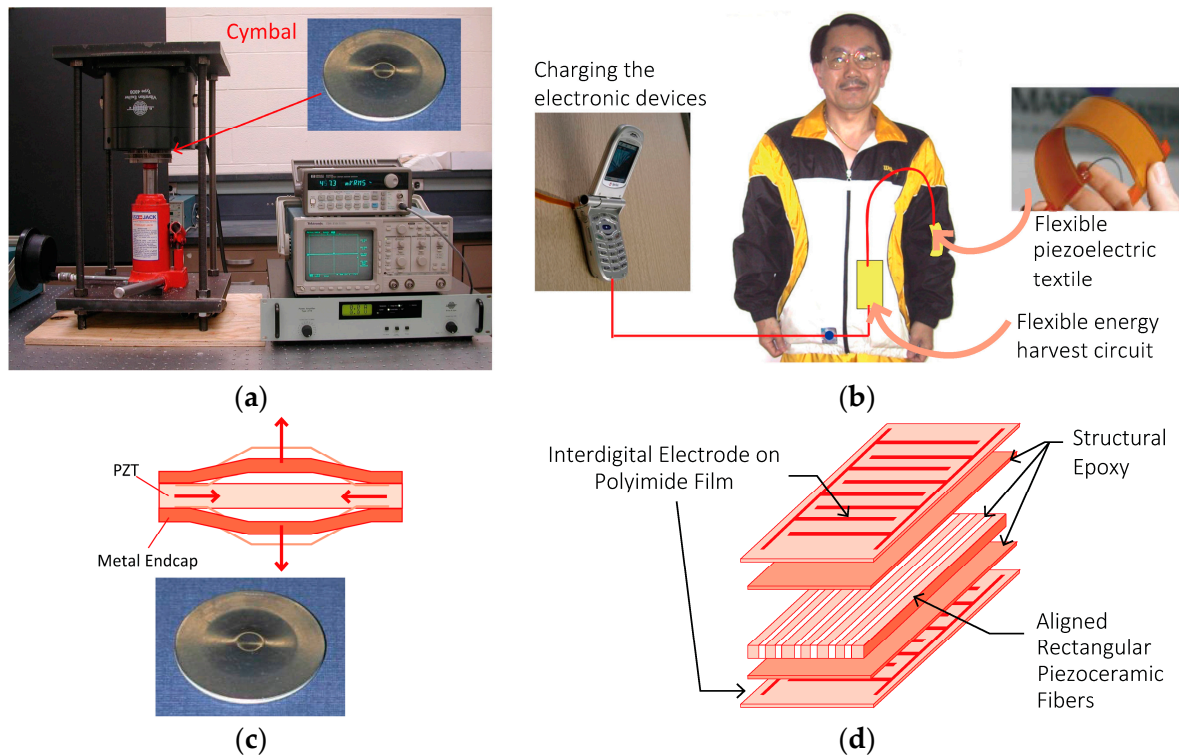 Cymbal
JACK
(a)
Charging the
electronic devices
Flexible
piezoelectric
textile
Flexible energy
harvest circuit
(b)
PZT
Metal Endcap
(c)
Interdigital Electrode on
Polyimide Film
Structural
Epoxy
Aligned
Rectangular
Piezoceramic
Fibers
(d)